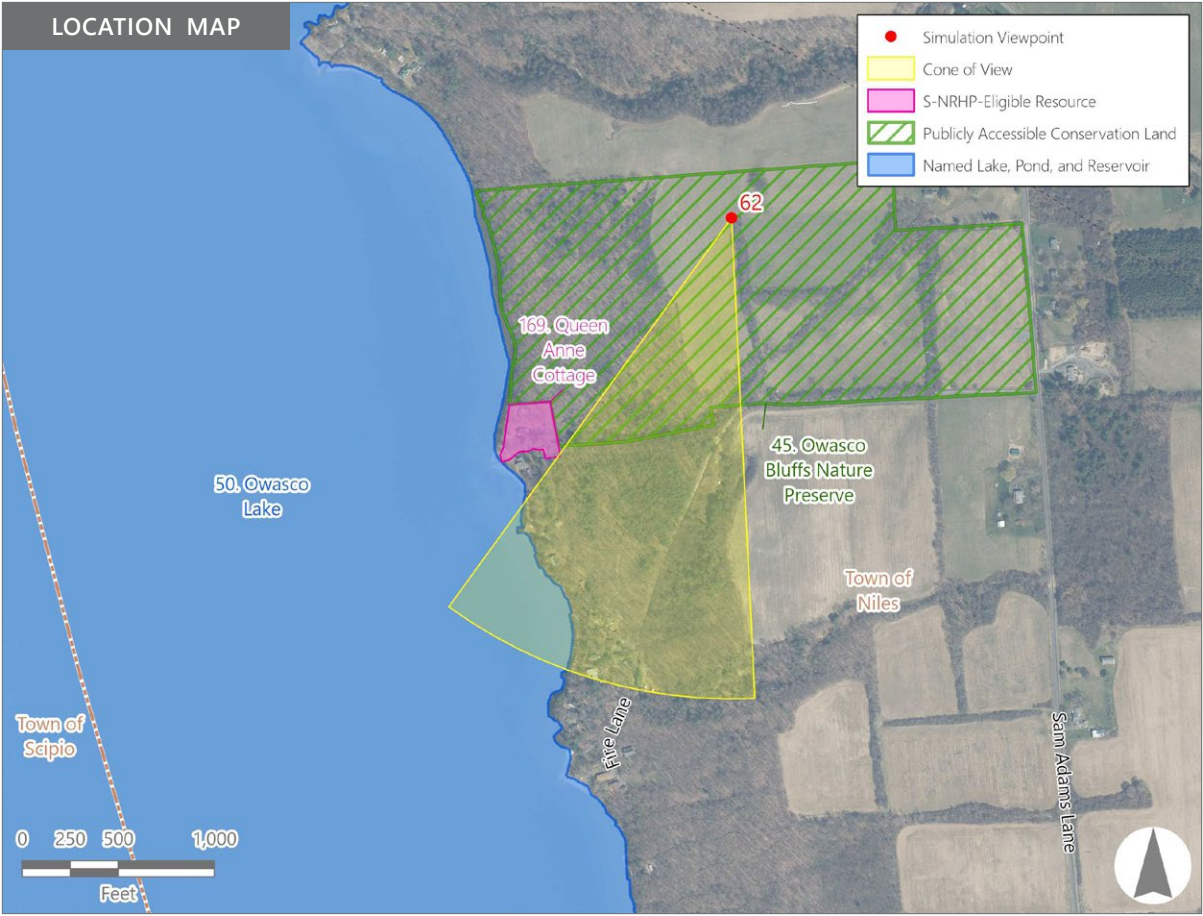 LOCATION MAP
Simulation Viewpoint
Cone of View
S-NRHP-Eligible Resource
Publicly Accessible Conservation Land
Named Lake, Pond, and Reservoir
62
169. Queen
Anne
Cottage
45. Owasco
Bluffs Nature
Preserve
50. Owasco
Lake
Town of
Niles
Town of
Scipio
Fire Lane
Sam Adams Lane
0 250 500 1,000
Feet